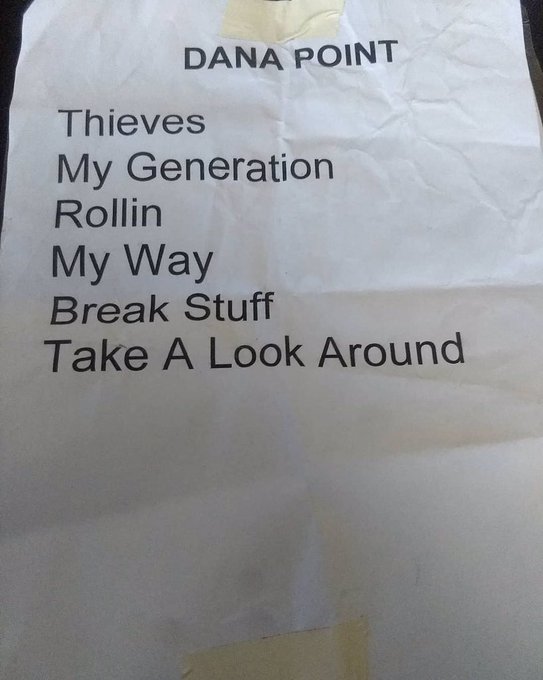 DANA POINT
Thieves
My Generation
Rollin
My Way
Break Stuff
Take A Look Around